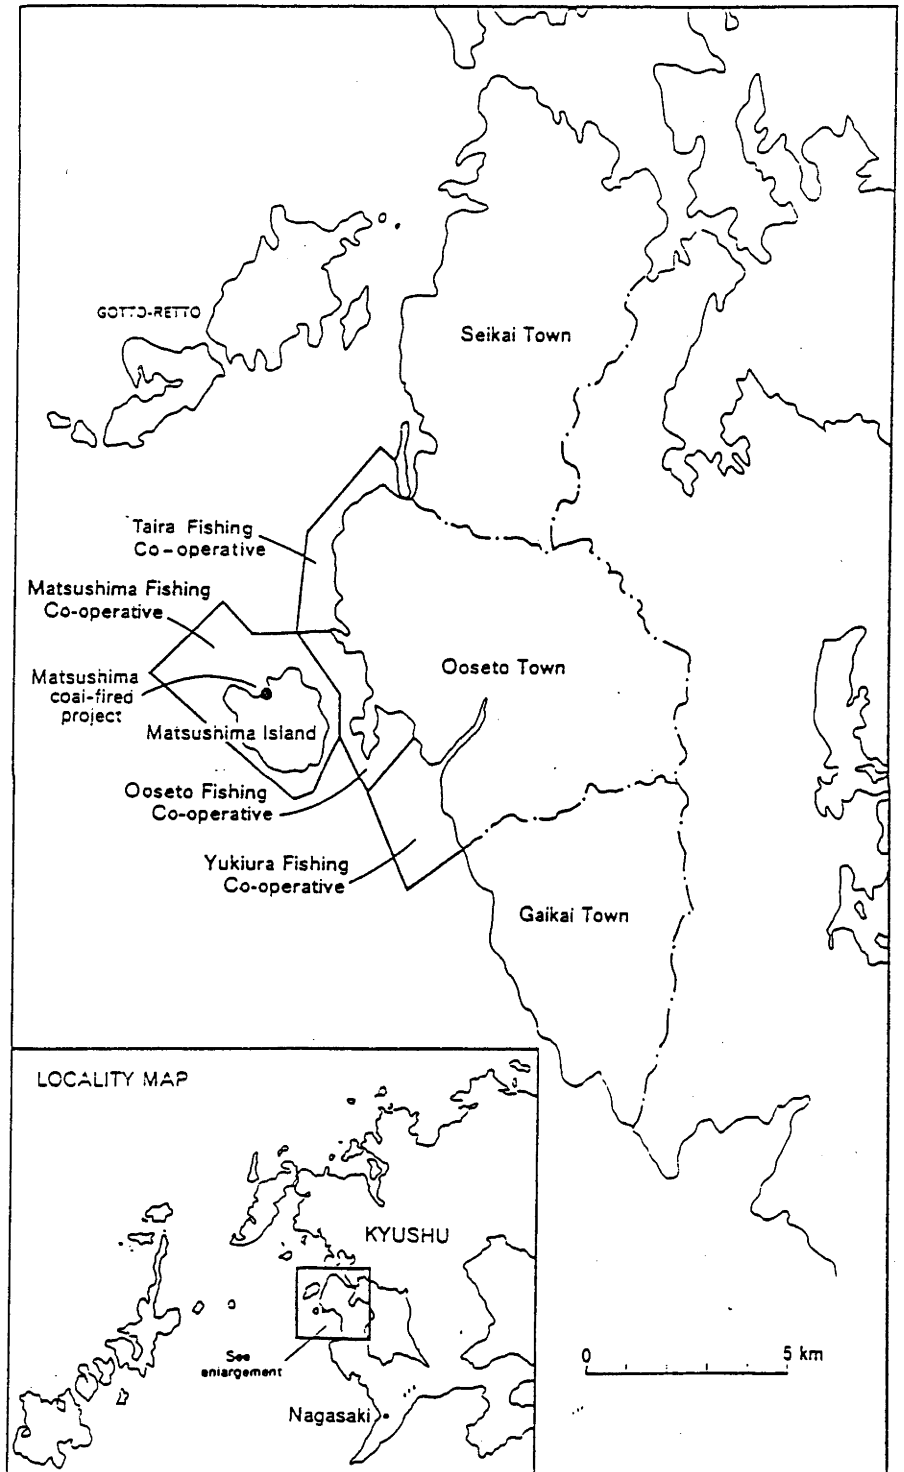 GOTTO-RETTO
Seikai Town
Taira Fishing
Co-operative
Matsushima Fishing
Co-operative
Matsushima
coal-fired
project
Ooseto Town
Matsushima Island
Ooseto Fishing
Co-operative
Yukiura Fishing
Co-operative
Gaikai Town
LOCALITY MAP
KYUSHU
See
enlargement
Nagasaki
0 5 km